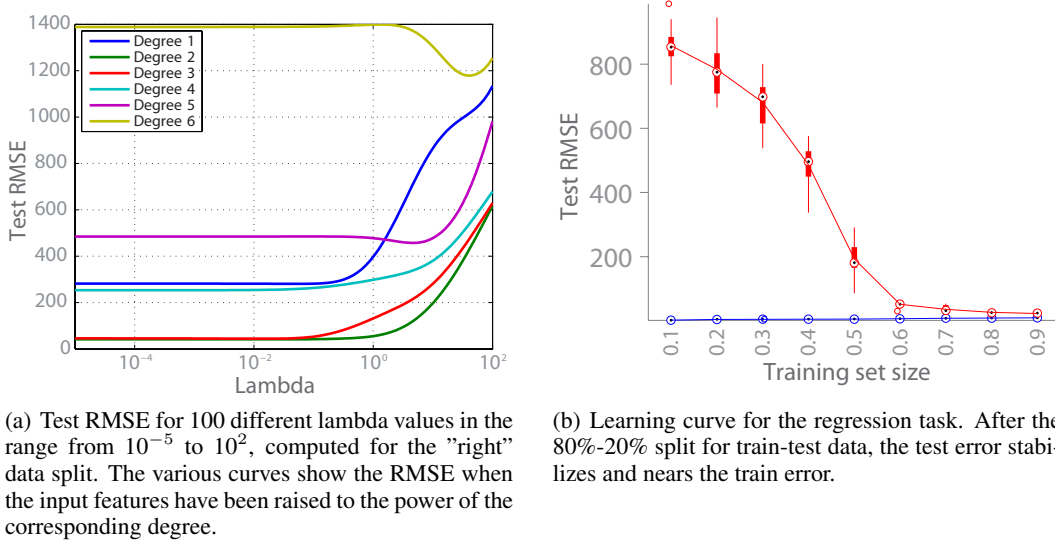 1400
1200
1000
800
600
400
200
0
Test RMSE
Degree 1
Degree 2
Degree 3
Degree 4
Degree 5
Degree 6
10⁻⁴
10⁻²
10⁰
10²
Lambda
(a) Test RMSE for 100 different lambda values in the
range from 10⁻⁵ to 10², computed for the ”right”
data split. The various curves show the RMSE when
the input features have been raised to the power of the
corresponding degree.
800
600
400
200
Test RMSE
0.1
0.2
0.3
0.4
0.5
0.6
0.7
0.8
0.9
Training set size
(b) Learning curve for the regression task. After the
80%-20% split for train-test data, the test error stabi-
lizes and nears the train error.